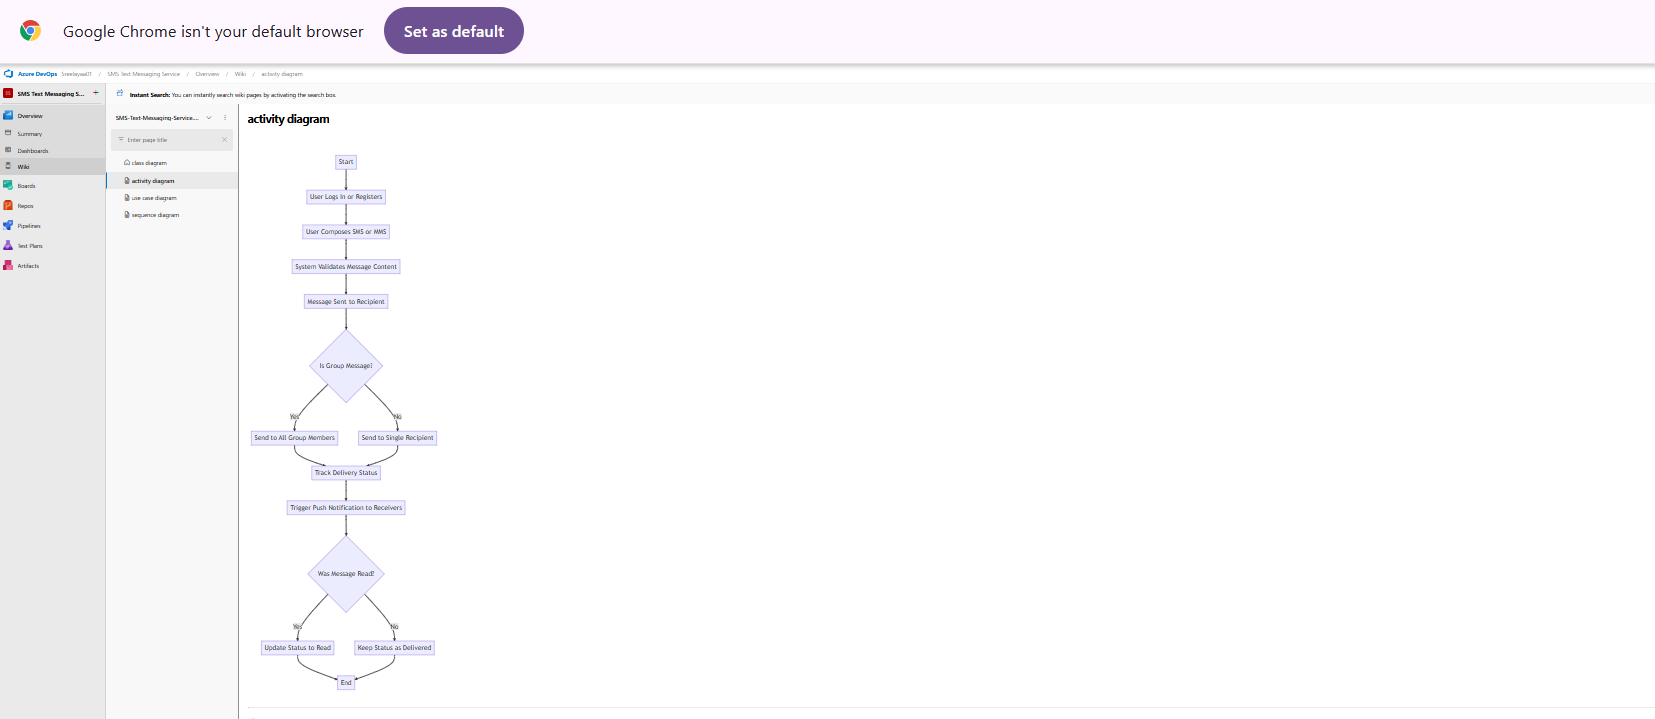 Google Chrome isn't your default browser
Set as default
Azure DevOps Sreelayaa01 / SMS Text Messaging Service / Overview / Wiki / activity diagram
SS SMS Text Messaging S... +
Overview
Summary
Dashboards
Wiki
Boards
Repos
Pipelines
Test Plans
Artifacts
Instant Search: You can instantly search wiki pages by activating the search box.
SMS-Text-Messaging-Service....
Enter page title
class diagram
activity diagram
use case diagram
sequence diagram
activity diagram
Start
User Logs In or Registers
User Composes SMS or MMS
System Validates Message Content
Message Sent to Recipient
Is Group Message?
Yes No
Send to All Group Members Send to Single Recipient
Track Delivery Status
Trigger Push Notification to Receivers
Was Message Read?
Yes No
Update Status to Read Keep Status as Delivered
End